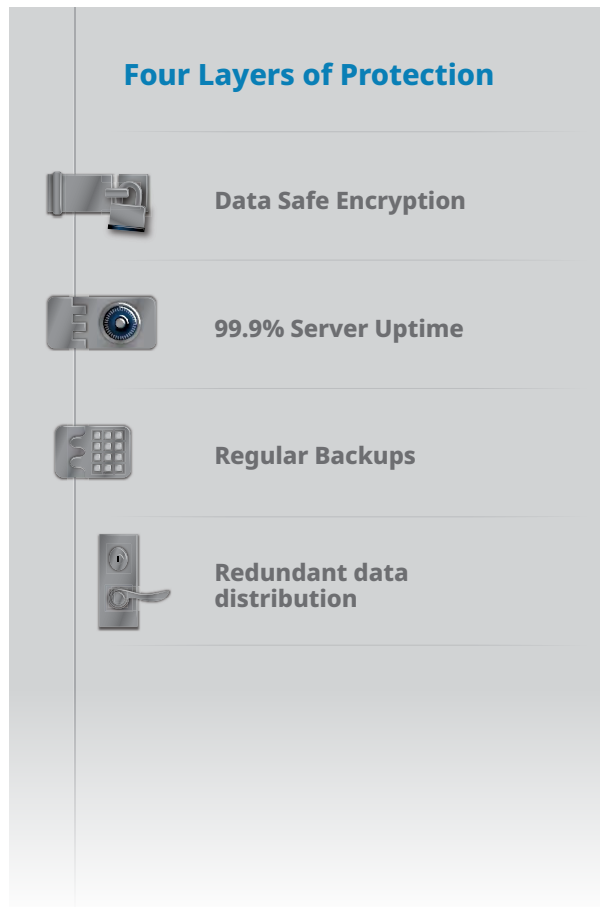 Four Layers of Protection
Data Safe Encryption
99.9% Server Uptime
Regular Backups
Redundant data
distribution